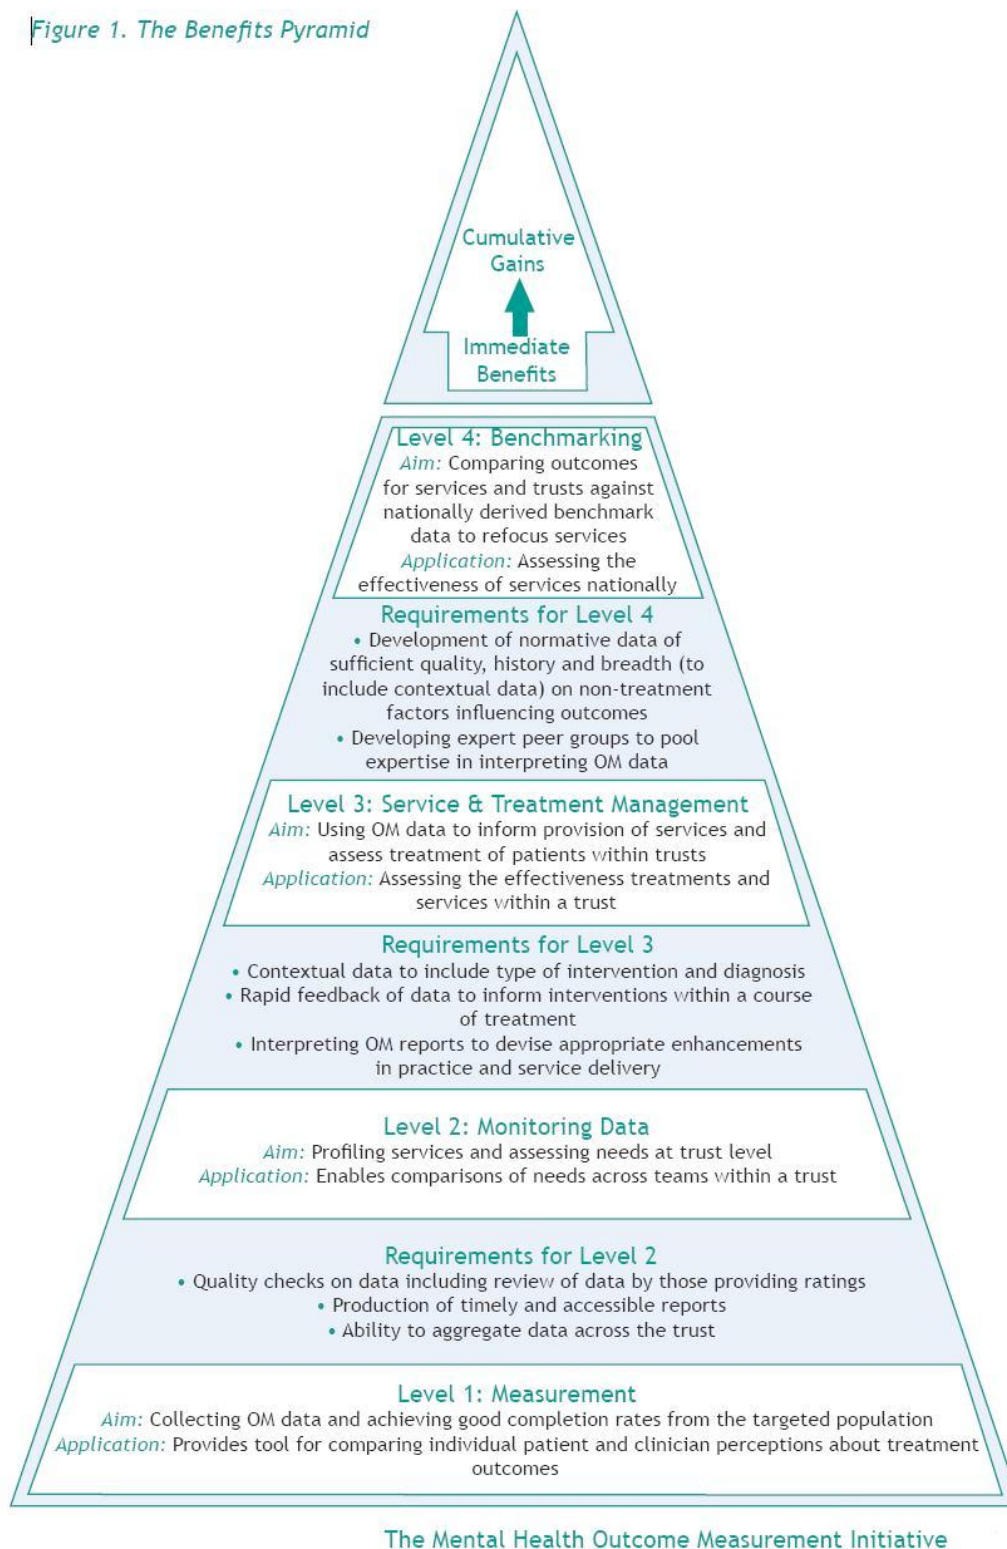 Figure 1. The Benefits Pyramid
Cumulative
Gains
Immediate
Benefits
Level 4: Benchmarking
Aim: Comparing outcomes
for services and trusts against
nationally derived benchmark
data to refocus services
Application: Assessing the
effectiveness of services nationally
Requirements for Level 4
• Development of normative data of
sufficient quality, history and breadth (to
include contextual data) on non-treatment
factors influencing outcomes
• Developing expert peer groups to pool
expertise in interpreting OM data
Level 3: Service & Treatment Management
Aim: Using OM data to inform provision of services and
assess treatment of patients within trusts
Application: Assessing the effectiveness treatments and
services within a trust
Requirements for Level 3
• Contextual data to include type of intervention and diagnosis
• Rapid feedback of data to inform interventions within a course
of treatment
• Interpreting OM reports to devise appropriate enhancements
in practice and service delivery
Level 2: Monitoring Data
Aim: Profiling services and assessing needs at trust level
Application: Enables comparisons of needs across teams within a trust
Requirements for Level 2
• Quality checks on data including review of data by those providing ratings
• Production of timely and accessible reports
• Ability to aggregate data across the trust
Level 1: Measurement
Aim: Collecting OM data and achieving good completion rates from the targeted population
Application: Provides tool for comparing individual patient and clinician perceptions about treatment
outcomes
The Mental Health Outcome Measurement Initiative